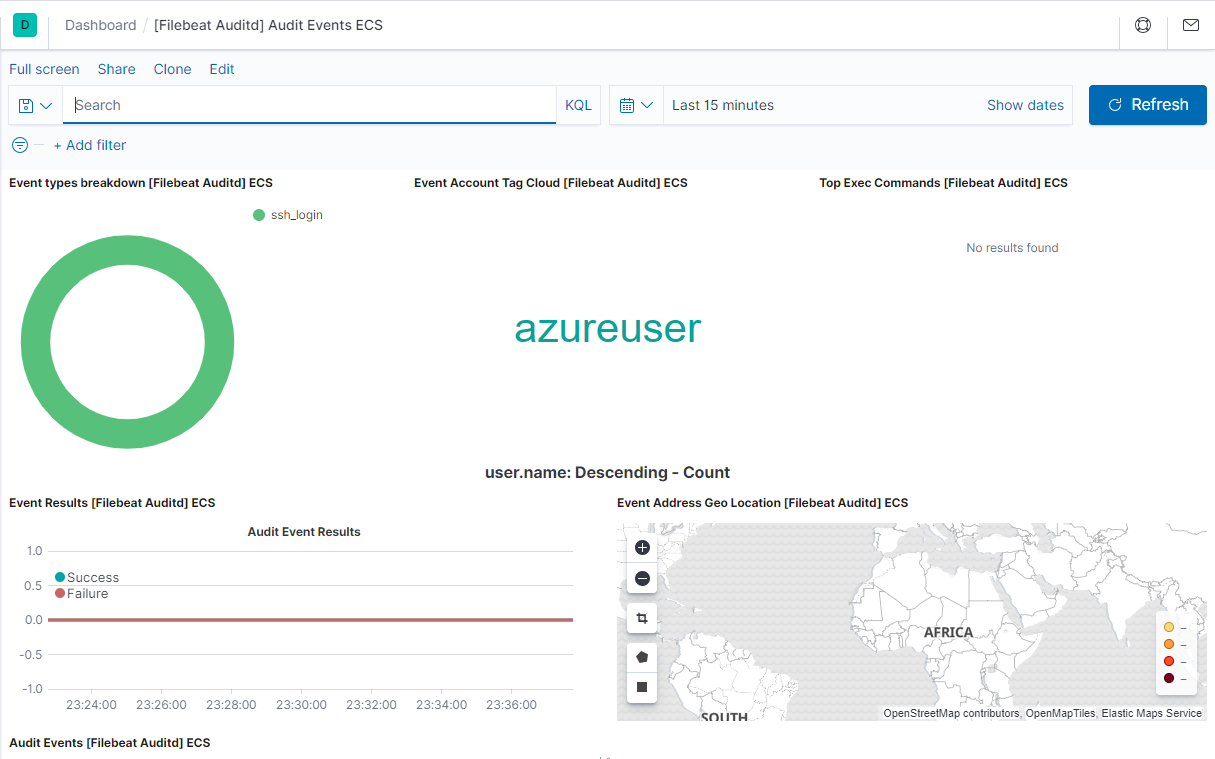 D Dashboard / [Filebeat Auditd] Audit Events ECS
Full screen Share Clone Edit
Search KQL Last 15 minutes Show dates Refresh
+ Add filter
Event types breakdown [Filebeat Auditd] ECS
ssh_login
Event Account Tag Cloud [Filebeat Auditd] ECS
azureuser
user.name: Descending - Count
Top Exec Commands [Filebeat Auditd] ECS
No results found
Event Results [Filebeat Auditd] ECS
Audit Event Results
1.0
0.5
0.0
-0.5
-1.0
Success
Failure
23:24:00 23:26:00 23:28:00 23:30:00 23:32:00 23:34:00 23:36:00
Event Address Geo Location [Filebeat Auditd] ECS
AFRICA
SOUTH
–
–
–
–
OpenStreetMap contributors, OpenMapTiles, Elastic Maps Service
Audit Events [Filebeat Auditd] ECS